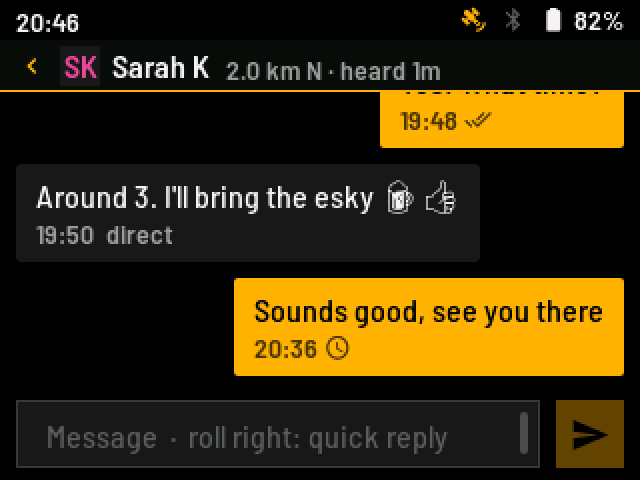 20:46
82%
SK Sarah K 2.0 km N · heard 1m
19:48
Around 3. I'll bring the esky 🍺 👍
19:50 direct
Sounds good, see you there
20:36
Message · roll right: quick reply